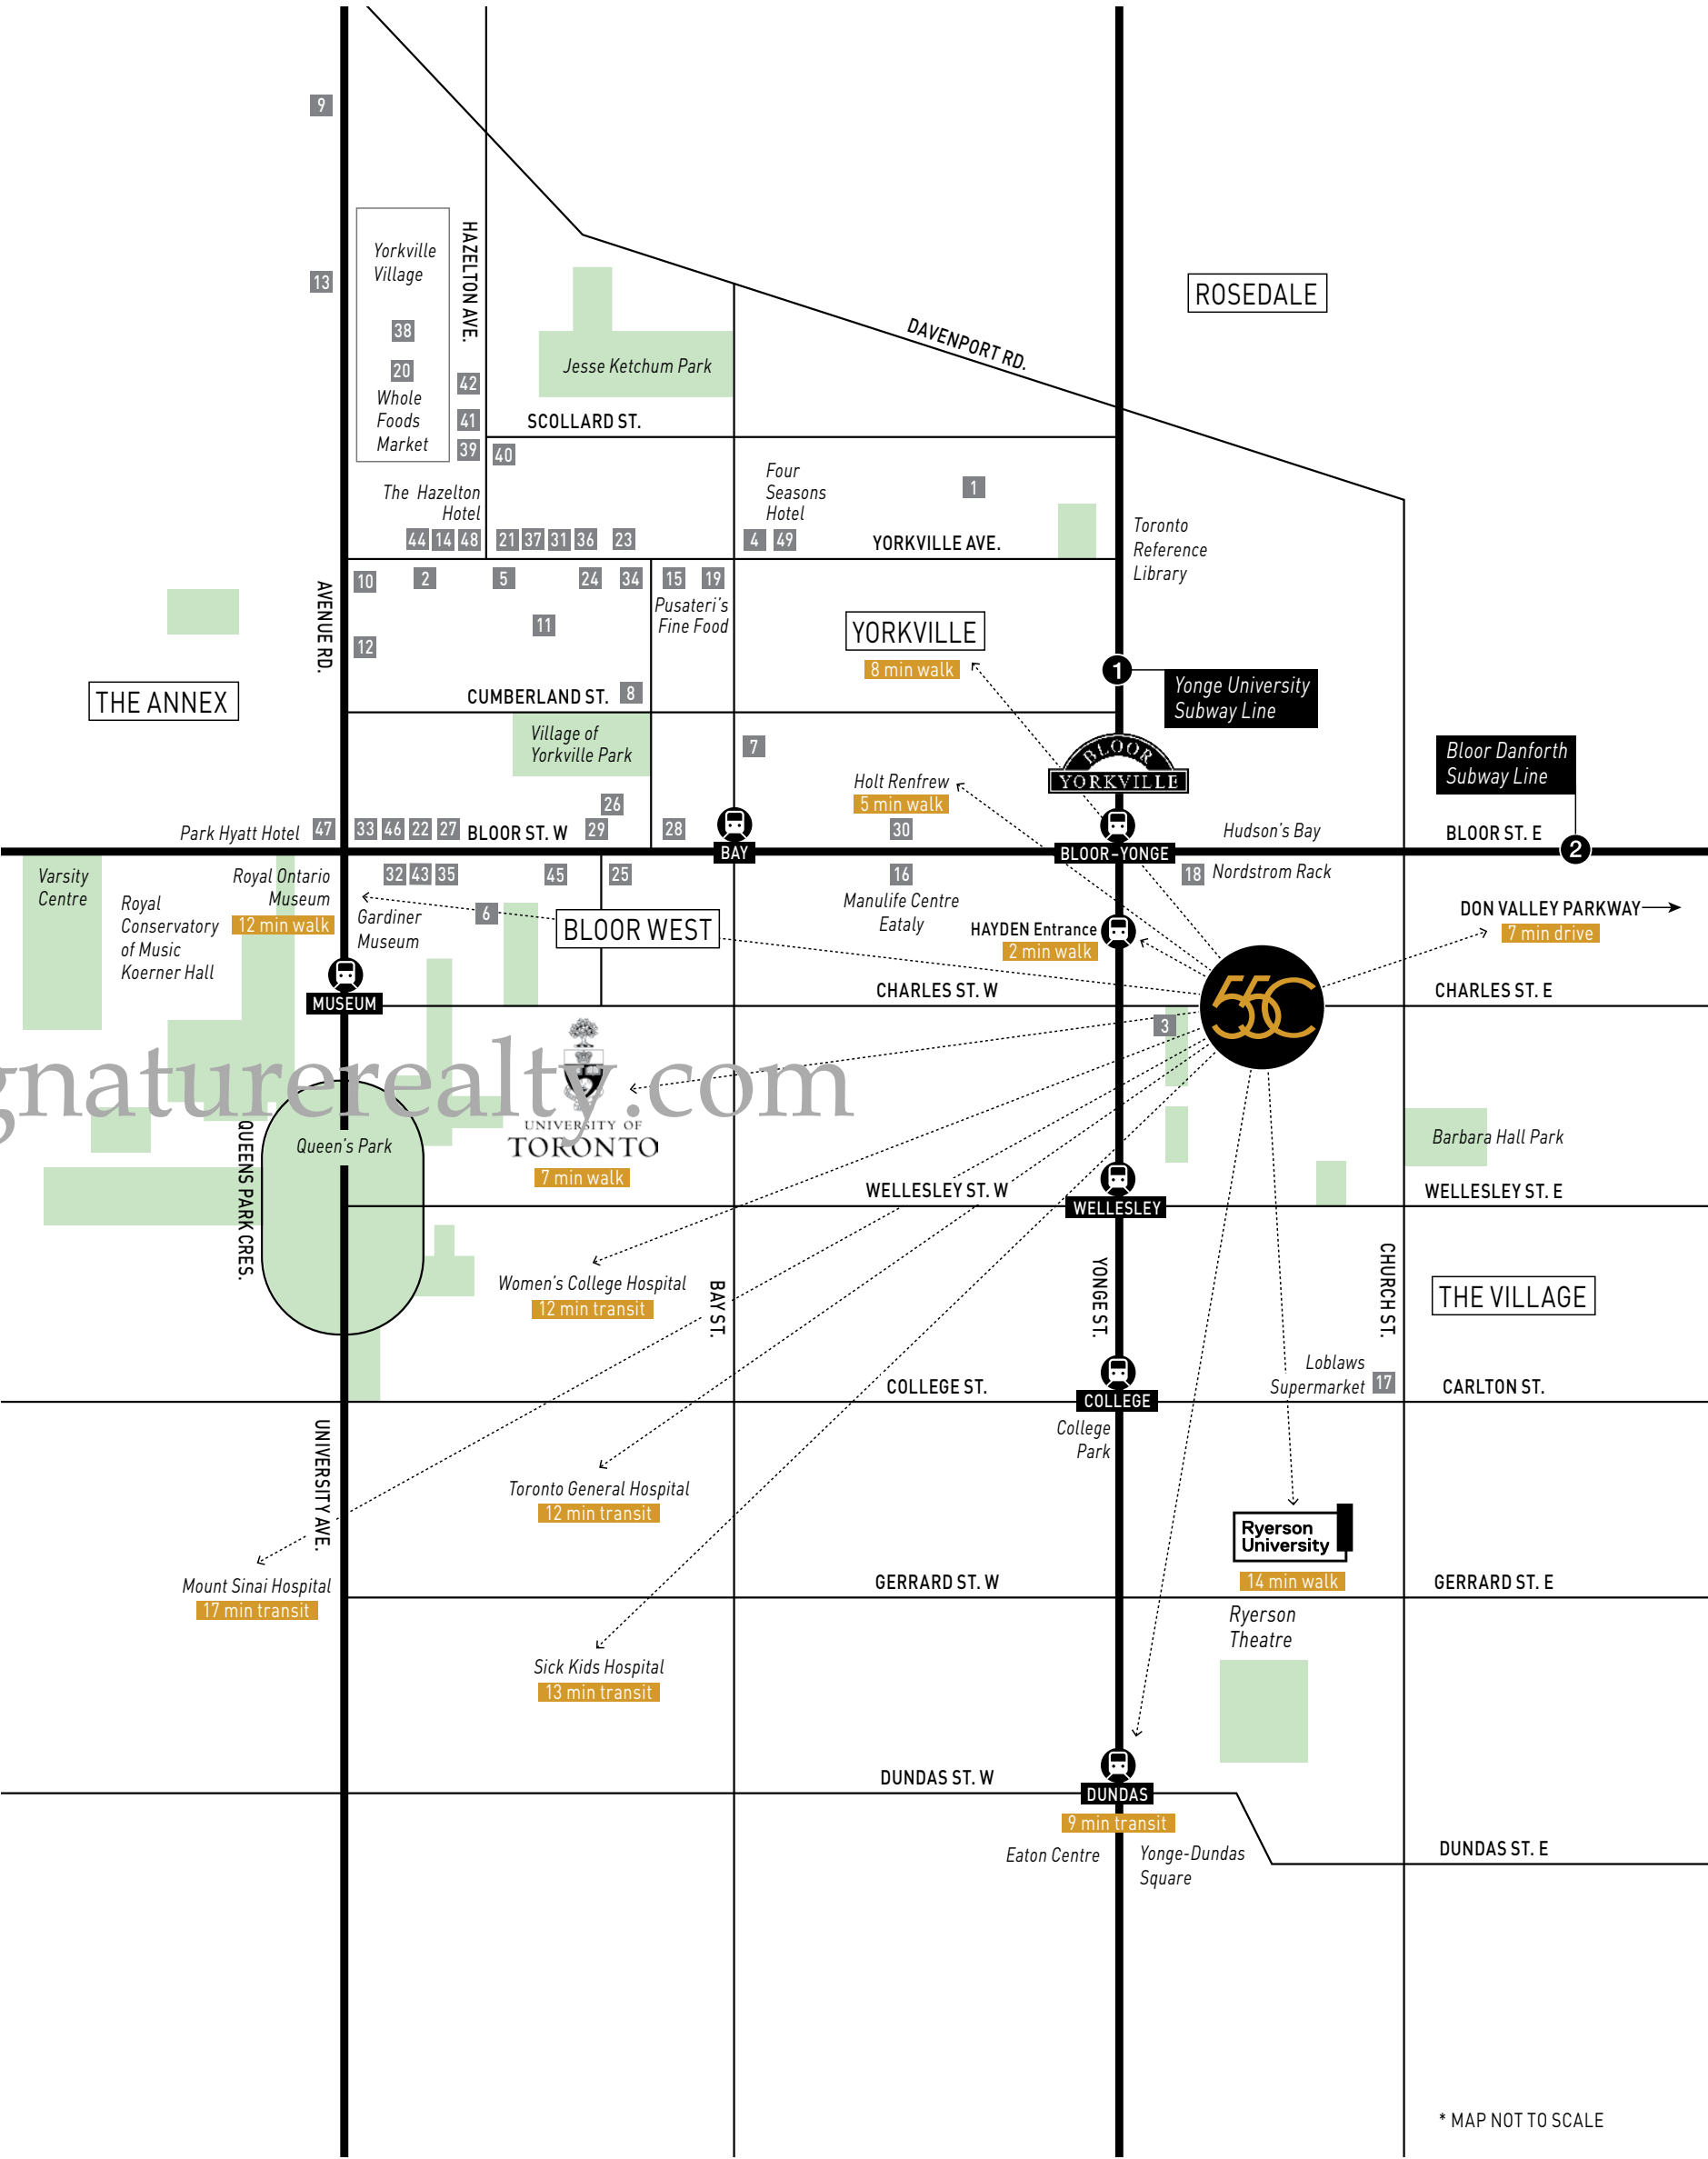 9
HAZELTON AVE.
Yorkville
Village
13
38
20
Whole
Foods
Market
42
41
39
40
ROSEDALE
DAVENPORT RD.
Jesse Ketchum Park
SCOLLARD ST.
The Hazelton
Hotel
44 14 48 21 37 31 36 23
Four
Seasons
Hotel
1
4 49
YORKVILLE AVE.
Toronto
Reference
Library
AVENUE RD.
10 2 5 24 34 15 19
Pusateri's
Fine Food
11
12
YORKVILLE
8 min walk
1
Yonge University
Subway Line
THE ANNEX
CUMBERLAND ST. 8
Village of
Yorkville Park
7
BLOOR
YORKVILLE
Bloor Danforth
Subway Line
Holt Renfrew
5 min walk
26
Park Hyatt Hotel 47 33 46 22 27 BLOOR ST. W 29 28
30
Hudson's Bay
BLOOR ST. E
BAY
BLOOR-YONGE
2
Varsity
Centre
Royal Ontario
Museum
12 min walk
32 43 35 45 25
16
Manulife Centre
Eataly
18 Nordstrom Rack
Royal
Conservatory
of Music
Koerner Hall
Gardiner
Museum
6
BLOOR WEST
HAYDEN Entrance
2 min walk
DON VALLEY PARKWAY
7 min drive
MUSEUM
CHARLES ST. W
55C
CHARLES ST. E
3
gnaturerealty.com
UNIVERSITY OF
TORONTO
7 min walk
QUEENS PARK CRES.
Queen's Park
Barbara Hall Park
WELLESLEY ST. W
WELLESLEY
WELLESLEY ST. E
Women's College Hospital
12 min transit
BAY ST.
YONGE ST.
CHURCH ST.
THE VILLAGE
Loblaws
Supermarket 17
COLLEGE ST.
COLLEGE
CARLTON ST.
College
Park
UNIVERSITY AVE.
Toronto General Hospital
12 min transit
Ryerson
University
14 min walk
Mount Sinai Hospital
17 min transit
GERRARD ST. W
GERRARD ST. E
Ryerson
Theatre
Sick Kids Hospital
13 min transit
DUNDAS ST. W
DUNDAS
9 min transit
Eaton Centre
Yonge-Dundas
Square
DUNDAS ST. E
* MAP NOT TO SCALE